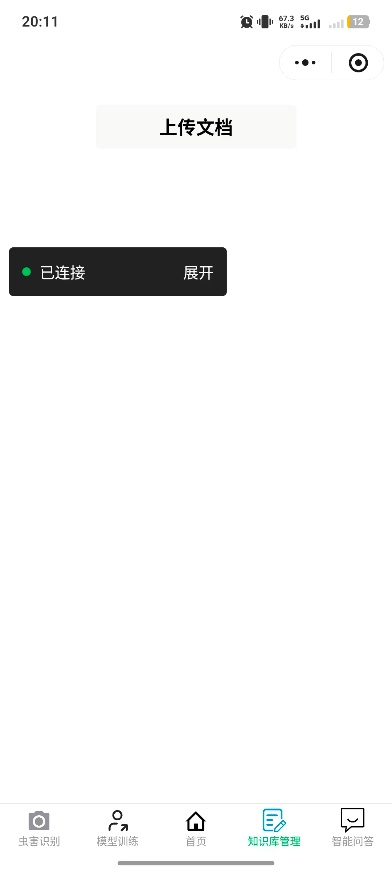 20:11
67.3
KB/s
5G
12
上传文档
已连接
展开
虫害识别
模型训练
首页
知识库管理
智能问答